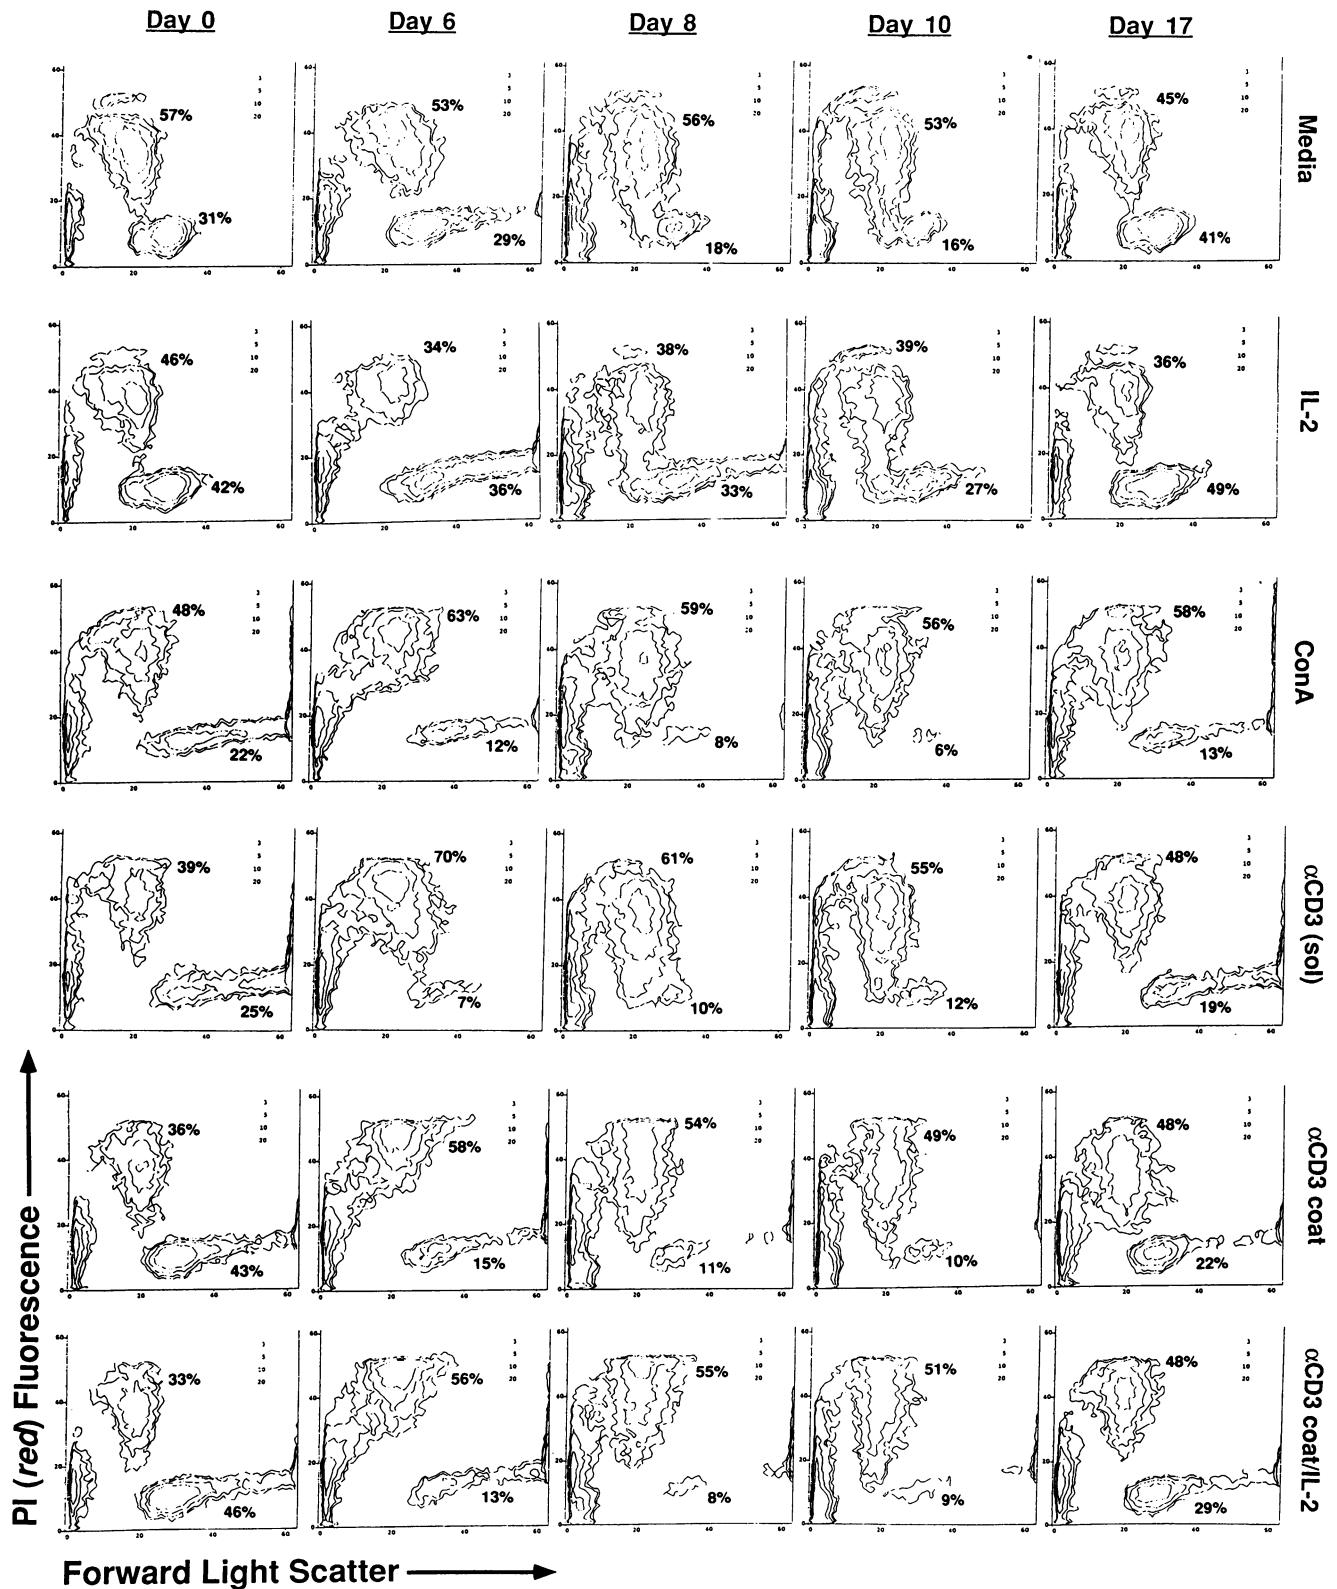 Day 0 Day 6 Day 8 Day 10 Day 17
57% 53% 56% 53% 45%
31% 29% 18% 16% 41%
Media
46% 34% 38% 39% 36%
42% 36% 33% 27% 49%
IL-2
48% 63% 59% 56% 58%
22% 12% 8% 6% 13%
ConA
39% 70% 61% 55% 48%
25% 7% 10% 12% 19%
αCD3 (sol)
36% 58% 54% 49% 48%
43% 15% 11% 10% 22%
αCD3 coat
33% 56% 55% 51% 48%
46% 13% 8% 9% 29%
αCD3 coat/IL-2
PI (red) Fluorescence
Forward Light Scatter